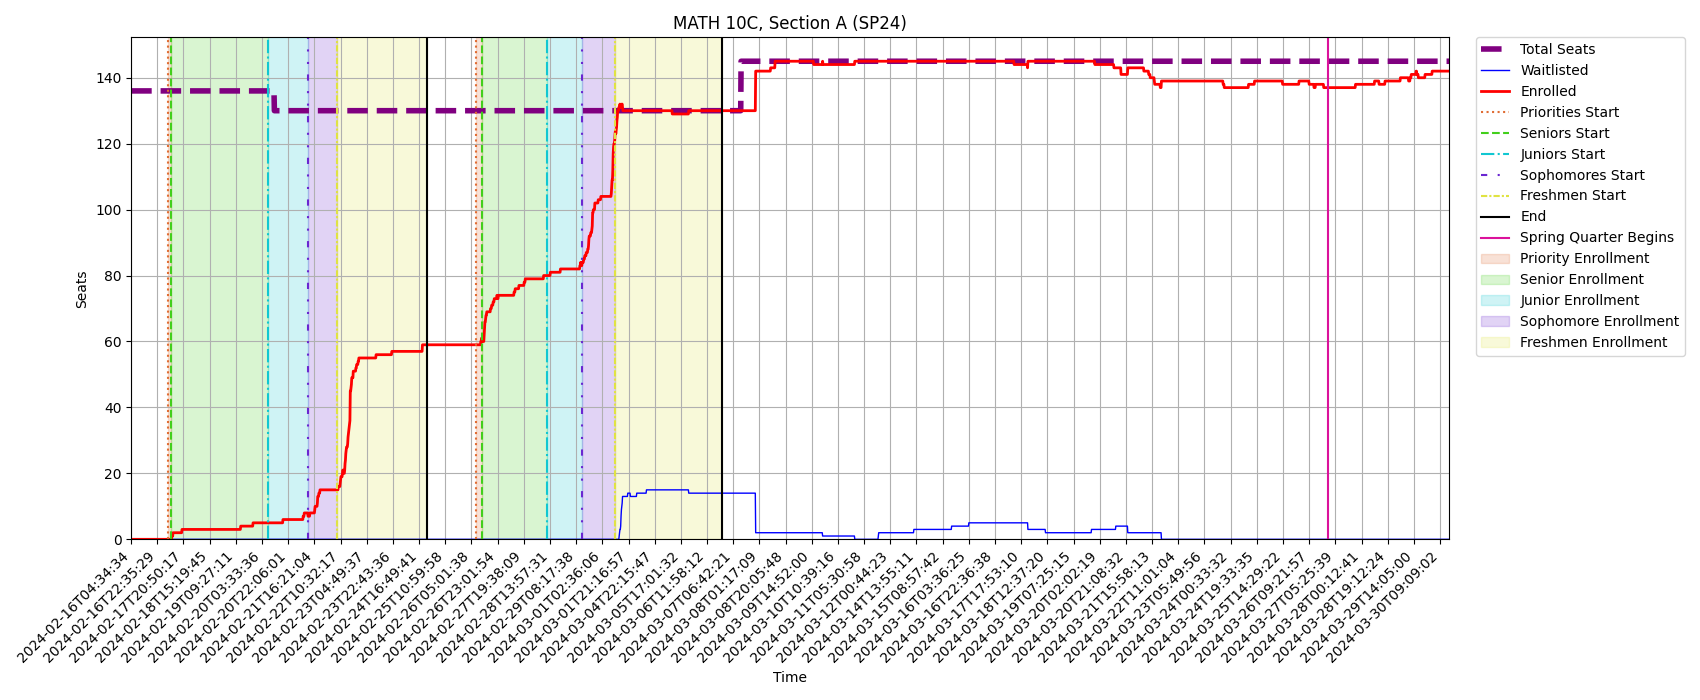 MATH 10C, Section A (SP24)
Total Seats
Waitlisted
Enrolled
Priorities Start
Seniors Start
Juniors Start
Sophomores Start
Freshmen Start
End
Spring Quarter Begins
Priority Enrollment
Senior Enrollment
Junior Enrollment
Sophomore Enrollment
Freshmen Enrollment
Seats
140
120
100
80
60
40
20
0
2024-02-16T04:34:34
2024-02-16T22:35:29
2024-02-17T20:50:17
2024-02-18T15:19:45
2024-02-19T09:27:11
2024-02-20T03:33:36
2024-02-20T22:06:01
2024-02-21T16:21:04
2024-02-22T10:32:17
2024-02-23T04:49:37
2024-02-23T22:43:36
2024-02-24T16:49:41
2024-02-25T10:59:58
2024-02-26T05:01:38
2024-02-26T23:01:54
2024-02-27T19:38:09
2024-02-28T13:57:31
2024-02-29T08:17:38
2024-03-01T02:36:06
2024-03-01T21:16:57
2024-03-04T22:15:47
2024-03-05T17:01:32
2024-03-06T11:58:12
2024-03-07T06:42:21
2024-03-08T01:17:09
2024-03-08T20:05:48
2024-03-09T14:52:00
2024-03-10T10:39:16
2024-03-11T05:30:58
2024-03-12T00:44:23
2024-03-14T13:55:11
2024-03-15T08:57:42
2024-03-16T03:36:25
2024-03-16T22:36:38
2024-03-17T17:53:10
2024-03-18T12:37:20
2024-03-19T07:25:15
2024-03-20T02:02:19
2024-03-20T21:08:32
2024-03-21T15:58:13
2024-03-22T11:01:04
2024-03-23T05:49:56
2024-03-24T00:33:32
2024-03-24T19:33:35
2024-03-25T14:29:22
2024-03-26T09:21:57
2024-03-27T05:25:39
2024-03-28T00:12:41
2024-03-28T19:12:24
2024-03-29T14:05:00
2024-03-30T09:09:02
Time